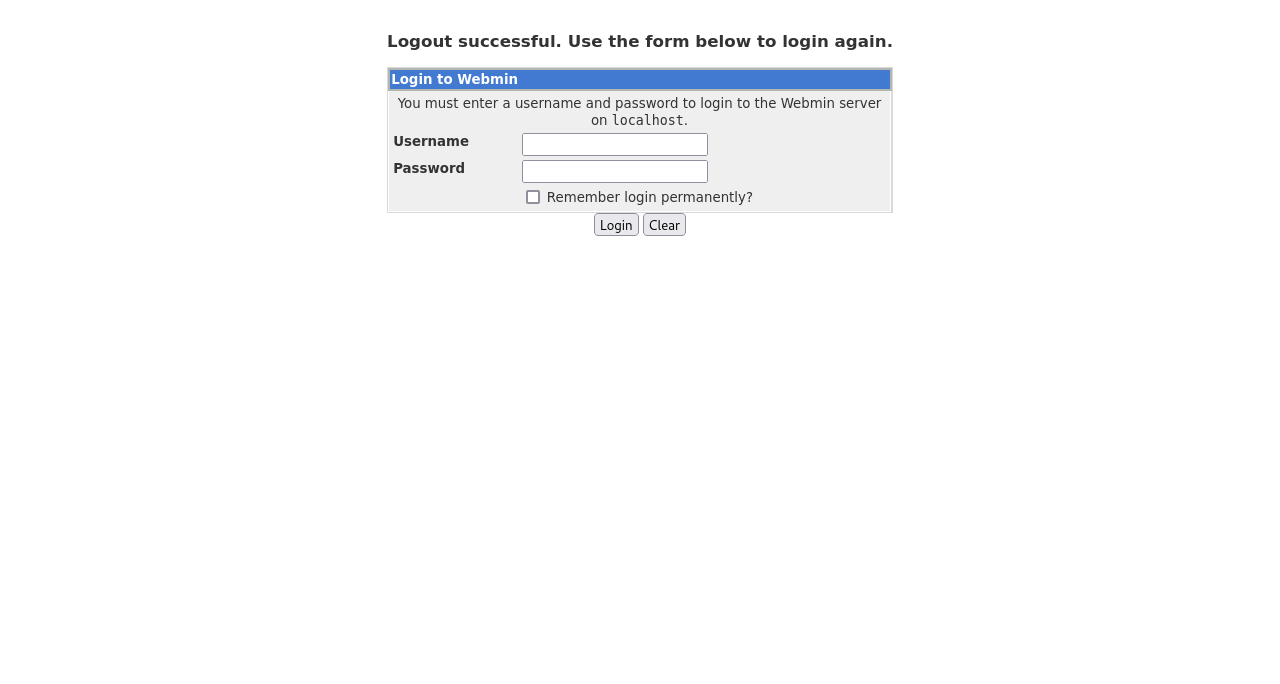 Logout successful. Use the form below to login again.
Login to Webmin
You must enter a username and password to login to the Webmin server
on localhost.
Username
Password
Remember login permanently?
Login Clear